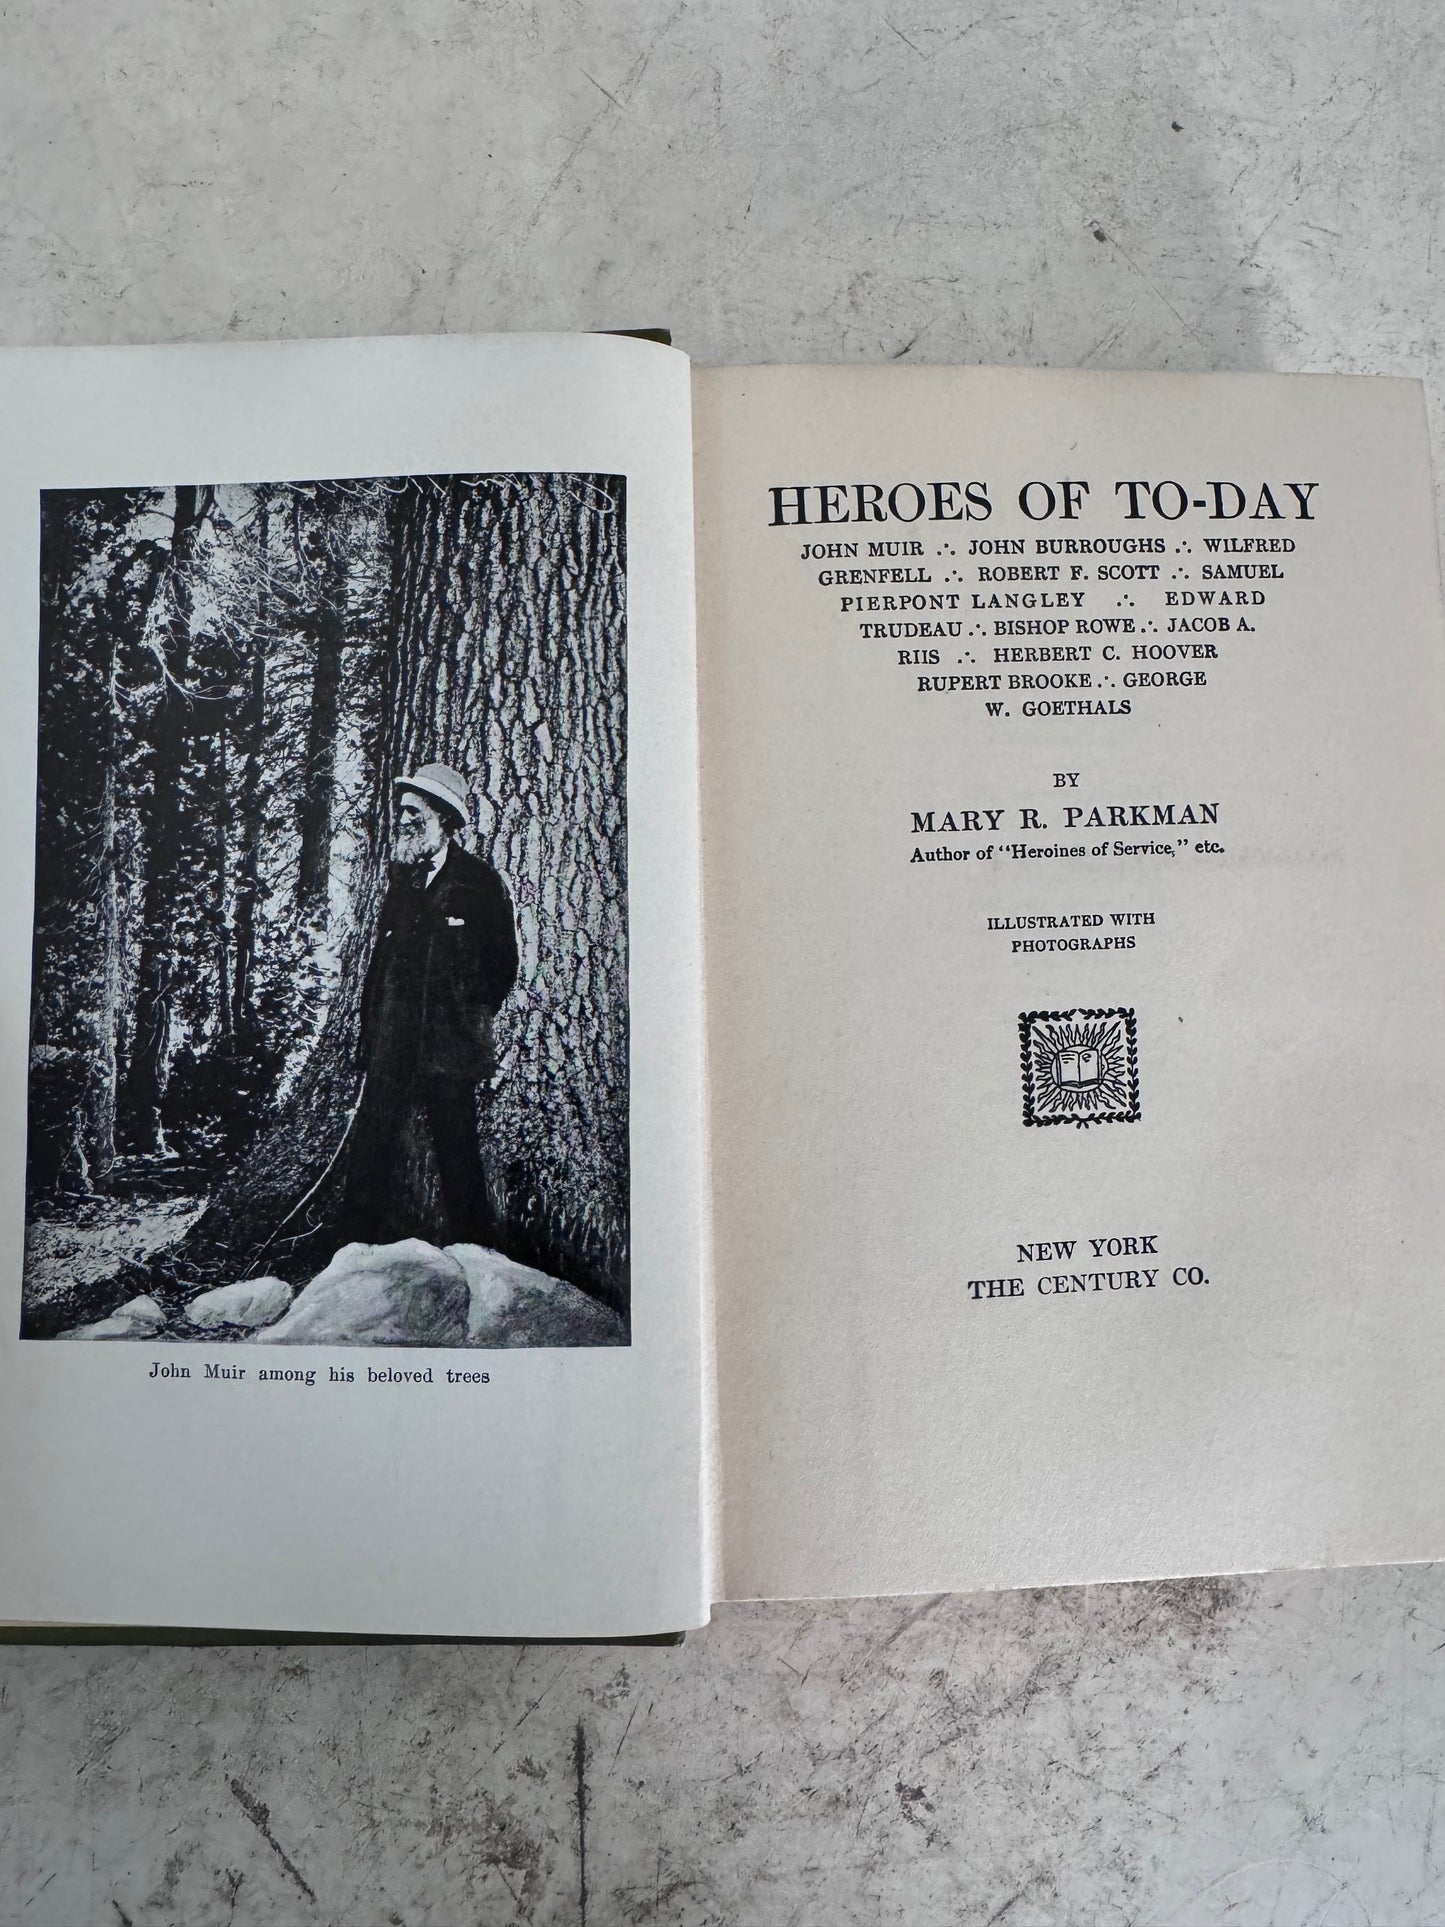 John Muir among his beloved trees
HEROES OF TO-DAY
JOHN MUIR ∴ JOHN BURROUGHS ∴ WILFRED
GRENFELL ∴ ROBERT F. SCOTT ∴ SAMUEL
PIERPONT LANGLEY ∴ EDWARD
TRUDEAU ∴ BISHOP ROWE ∴ JACOB A.
RIIS ∴ HERBERT C. HOOVER
RUPERT BROOKE ∴ GEORGE
W. GOETHALS
BY
MARY R. PARKMAN
Author of "Heroines of Service," etc.
ILLUSTRATED WITH
PHOTOGRAPHS
NEW YORK
THE CENTURY CO.